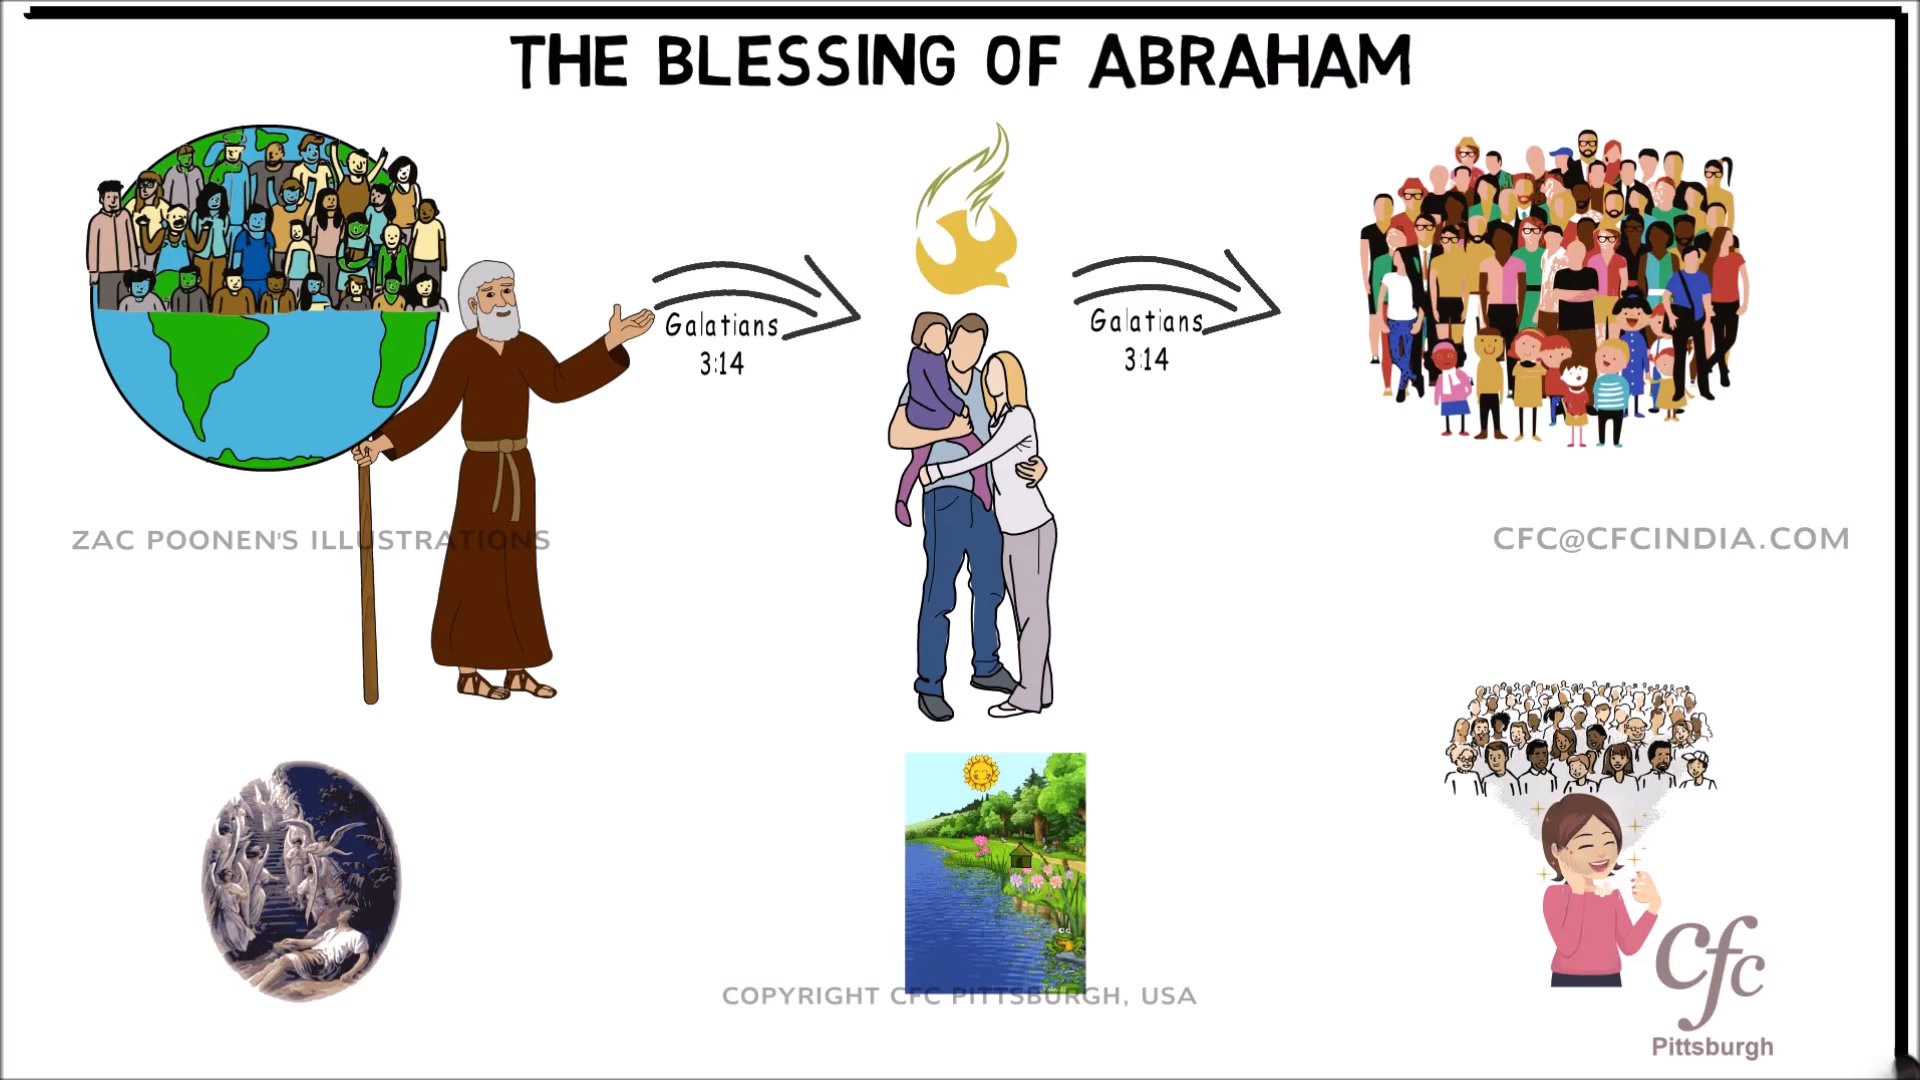 THE BLESSING OF ABRAHAM
Galatians
3:14
Galatians
3:14
ZAC POONEN'S ILLUSTRATIONS
CFC@CFCINDIA.COM
COPYRIGHT CFC PITTSBURGH, USA
cfc
Pittsburgh